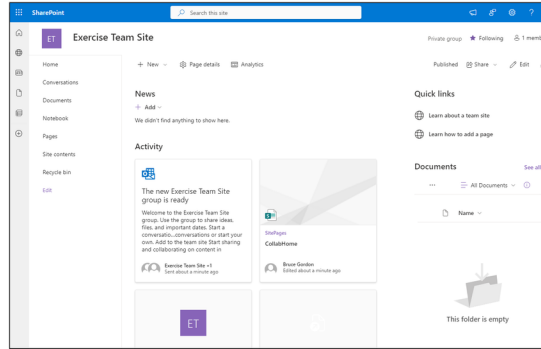 SharePoint
Search this site
?
ET
Exercise Team Site
Private group
Following
1 memb
Home
Conversations
Documents
Notebook
Pages
Site contents
Recycle bin
Edit
+ New
Page details
Analytics
Published
Share
Edit
News
+ Add
We didn't find anything to show here.
Activity
The new Exercise Team Site
group is ready
Welcome to the Exercise Team Site
group. Use the group to share ideas,
files, and important dates. Start a
conversatio...conversations or start your
own. Add to the team site Start sharing
and collaborating on content in
Exercise Team Site +1
Sent about a minute ago
SitePages
CollabHome
Bruce Gordon
Edited about a minute ago
ET
Quick links
Learn about a team site
Learn how to add a page
Documents
See all
...
All Documents
Name
This folder is empty